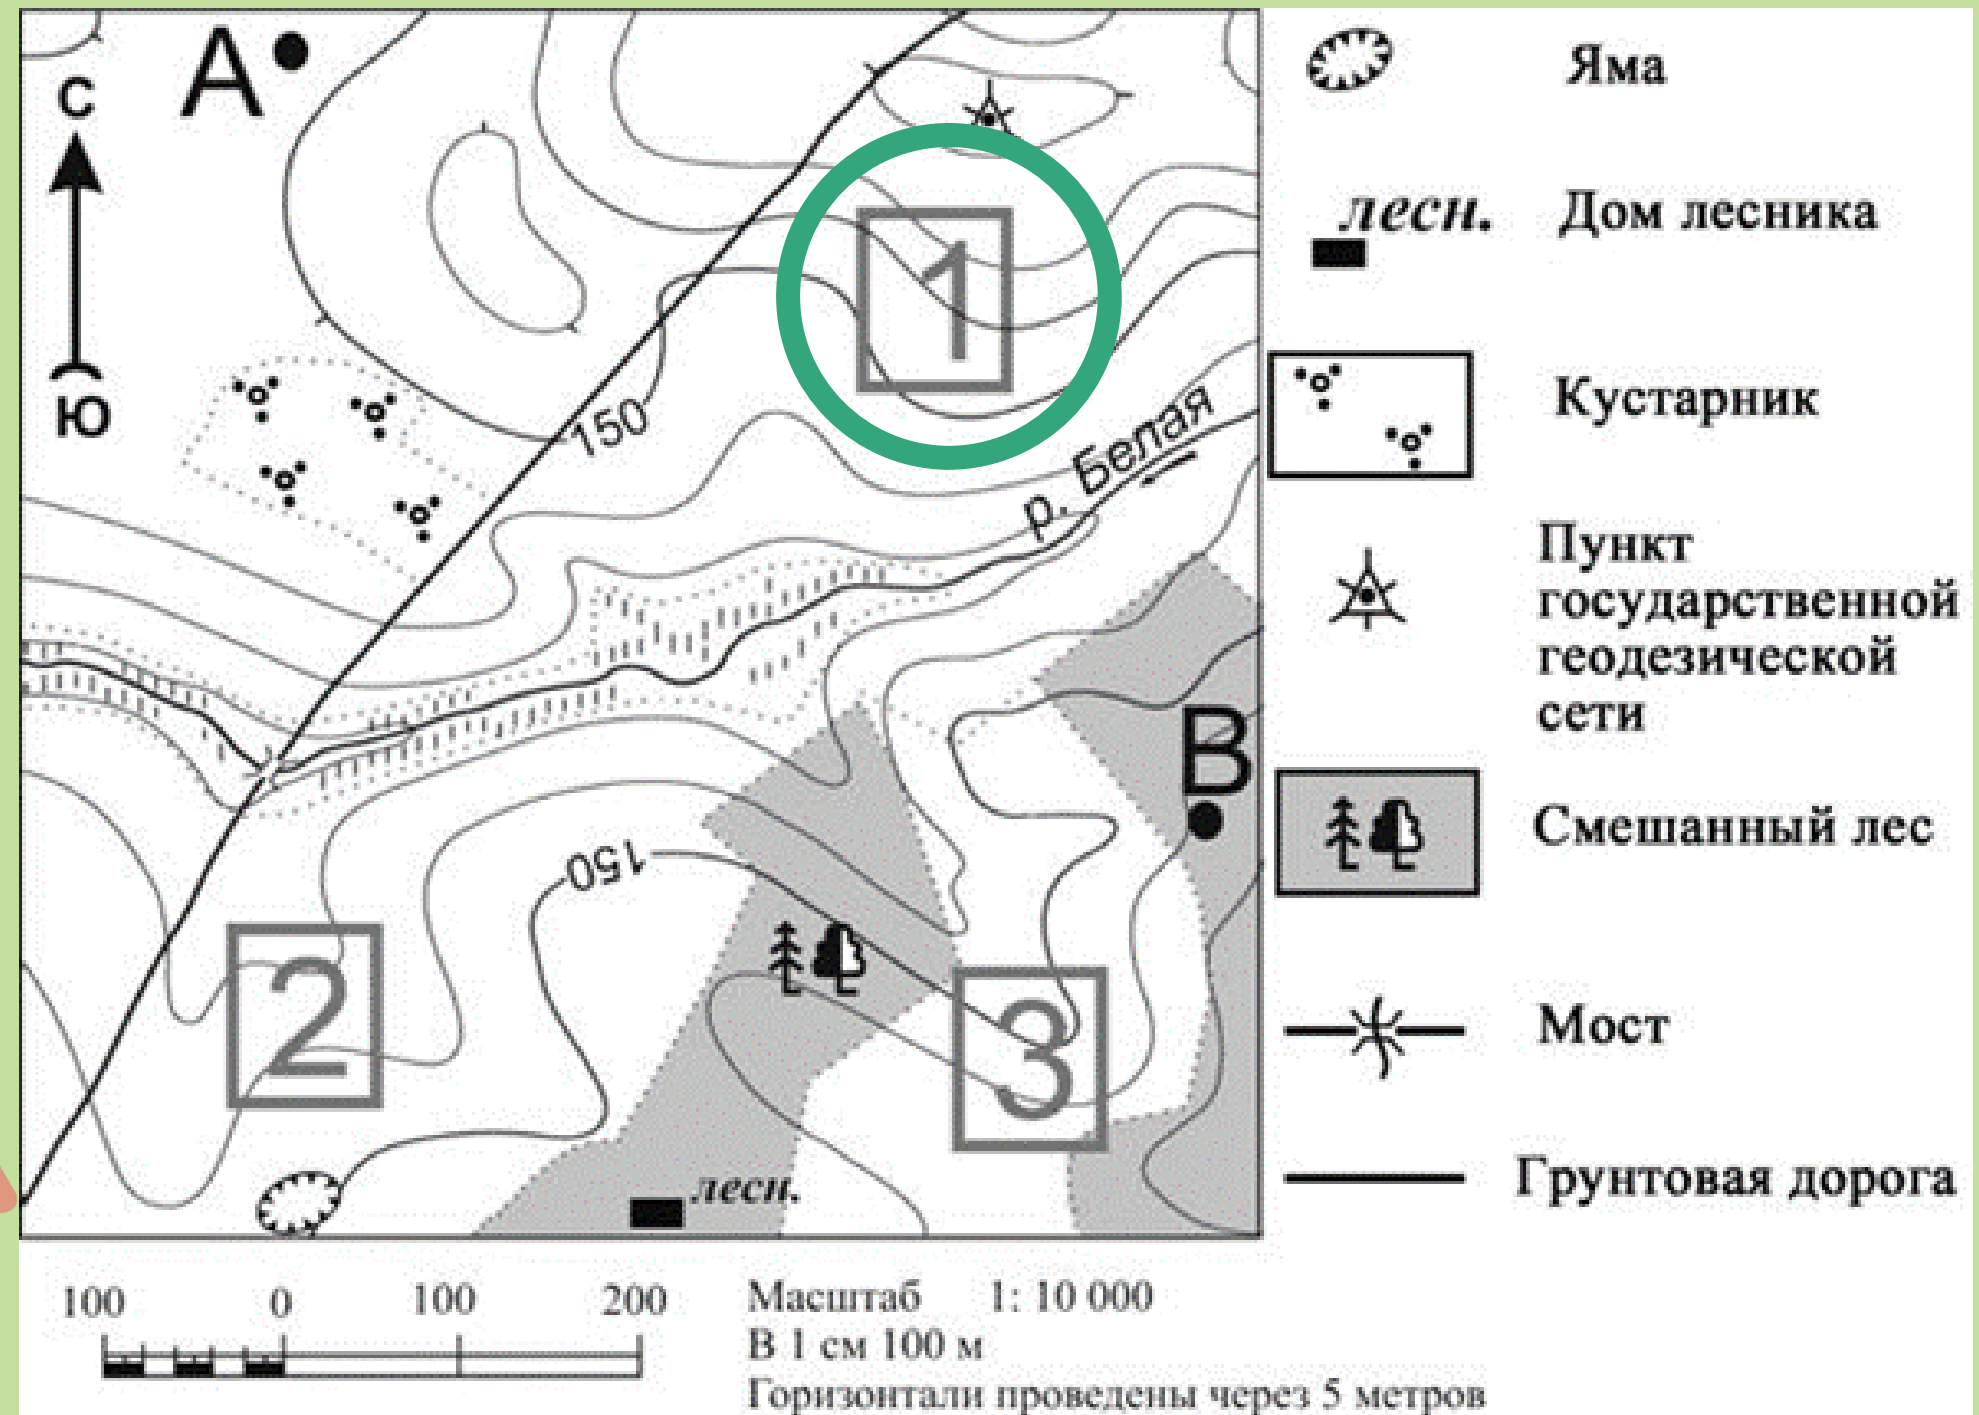 А
С
Ю
1
150
р. Белая
В
150
2
3
лесн.
Яма
лесн.
Дом лесника
Кустарник
Пункт
государственной
геодезической
сети
Смешанный лес
Мост
Грунтовая дорога
100 0 100 200
Масштаб 1: 10 000
В 1 см 100 м
Горизонтали проведены через 5 метров